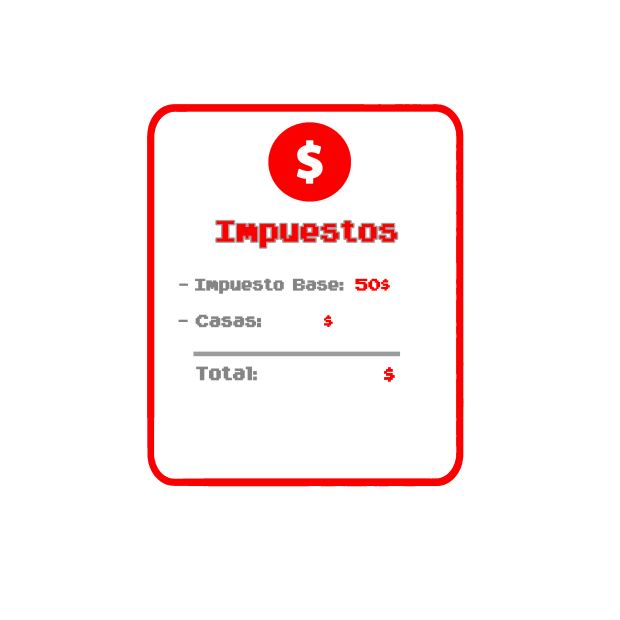 $
Impuestos
- Impuesto Base: 50$
- Casas: $
Total: $